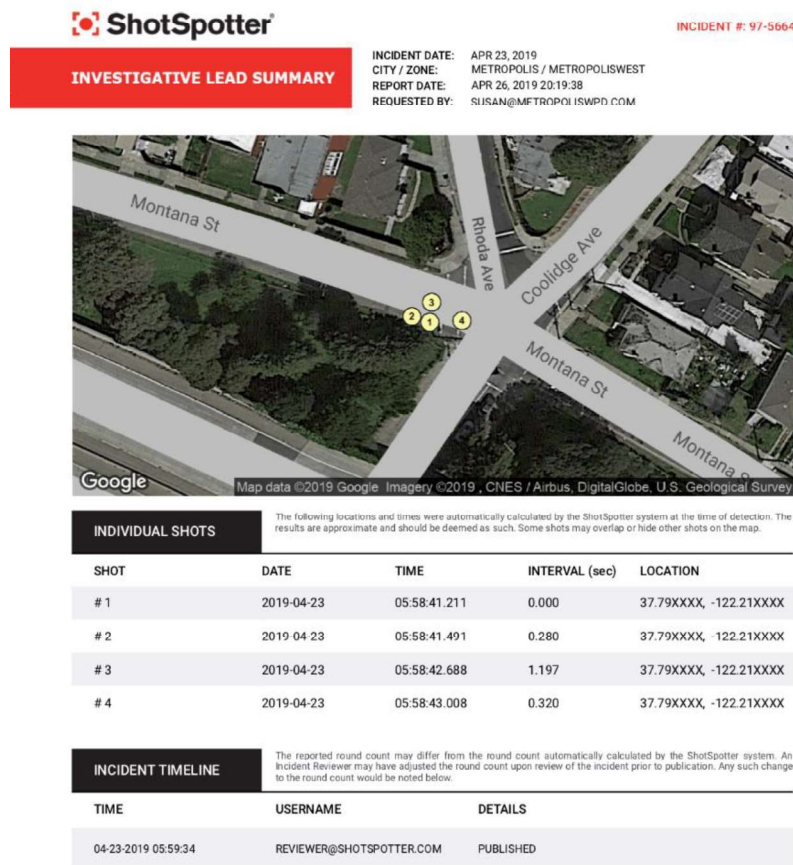 ShotSpotter
INCIDENT #: 97-5664
INVESTIGATIVE LEAD SUMMARY
INCIDENT DATE: APR 23, 2019
CITY / ZONE: METROPOLIS / METROPOLISWEST
REPORT DATE: APR 26, 2019 20:19:38
REQUESTED BY: SUSAN@METROPOLISWPD.COM
Montana St
Rhoda Ave
Coolidge Ave
3
2
1
4
Montana St
Montana S
Google
Map data ©2019 Google Imagery ©2019 , CNES / Airbus, DigitalGlobe, U.S. Geological Survey
INDIVIDUAL SHOTS
The following locations and times were automatically calculated by the ShotSpotter system at the time of detection. The
results are approximate and should be deemed as such. Some shots may overlap or hide other shots on the map.
SHOT DATE TIME INTERVAL (sec) LOCATION
# 1 2019-04-23 05:58:41.211 0.000 37.79XXXX, -122.21XXXX
# 2 2019-04-23 05:58:41.491 0.280 37.79XXXX, -122.21XXXX
# 3 2019-04-23 05:58:42.688 1.197 37.79XXXX, -122.21XXXX
# 4 2019-04-23 05:58:43.008 0.320 37.79XXXX, -122.21XXXX
INCIDENT TIMELINE
The reported round count may differ from the round count automatically calculated by the ShotSpotter system. An
Incident Reviewer may have adjusted the round count upon review of the incident prior to publication. Any such change
to the round count would be noted below.
TIME USERNAME DETAILS
04-23-2019 05:59:34 REVIEWER@SHOTSPOTTER.COM PUBLISHED